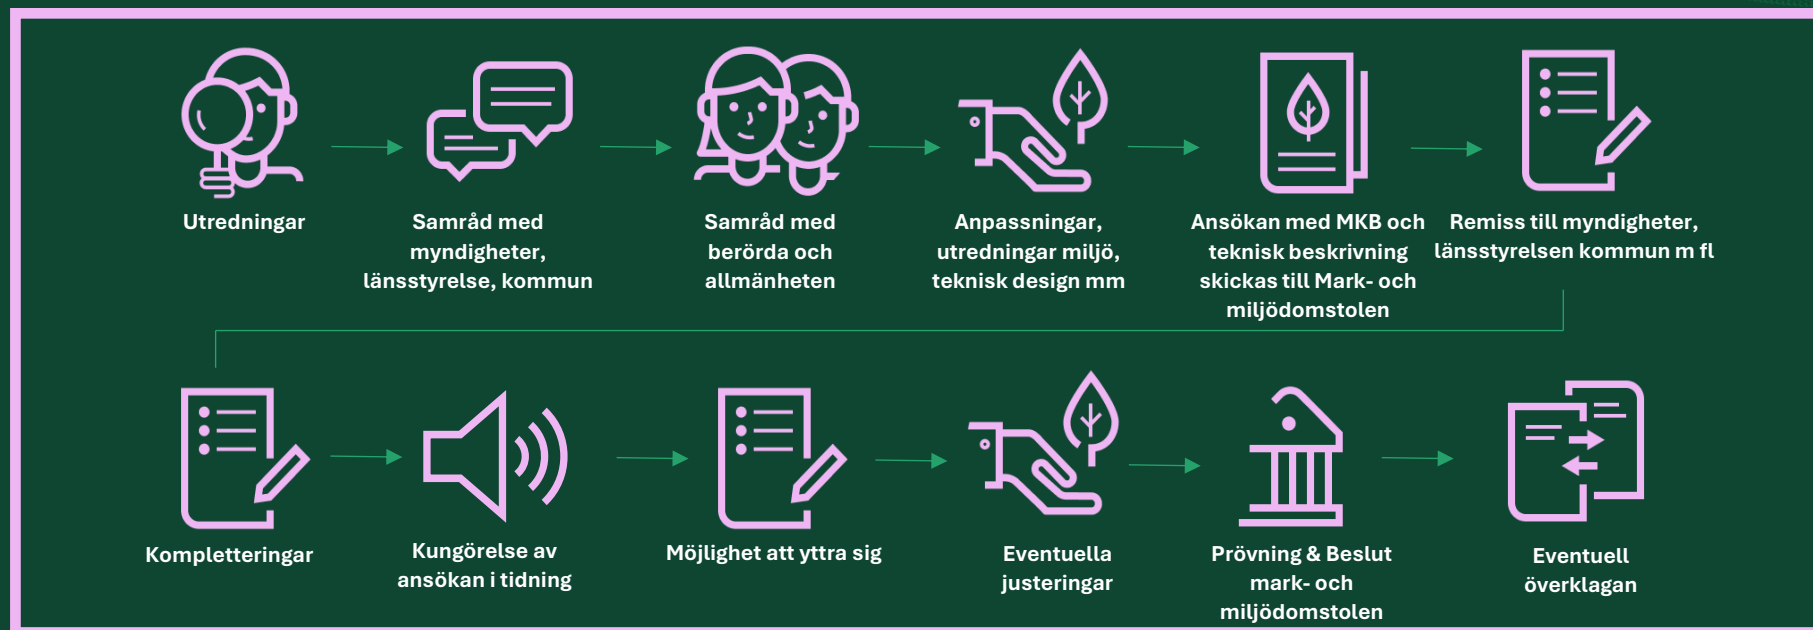 Utredningar
Samråd med
myndigheter,
länsstyrelse, kommun
Samråd med
berörda och
allmänheten
Anpassningar,
utredningar miljö,
teknisk design mm
Ansökan med MKB och
teknisk beskrivning
skickas till Mark- och
miljödomstolen
Remiss till myndigheter,
länsstyrelsen kommun m fl
Kompletteringar
Kungörelse av
ansökan i tidning
Möjlighet att yttra sig
Eventuella
justeringar
Prövning & Beslut
mark- och
miljödomstolen
Eventuell
överklagan